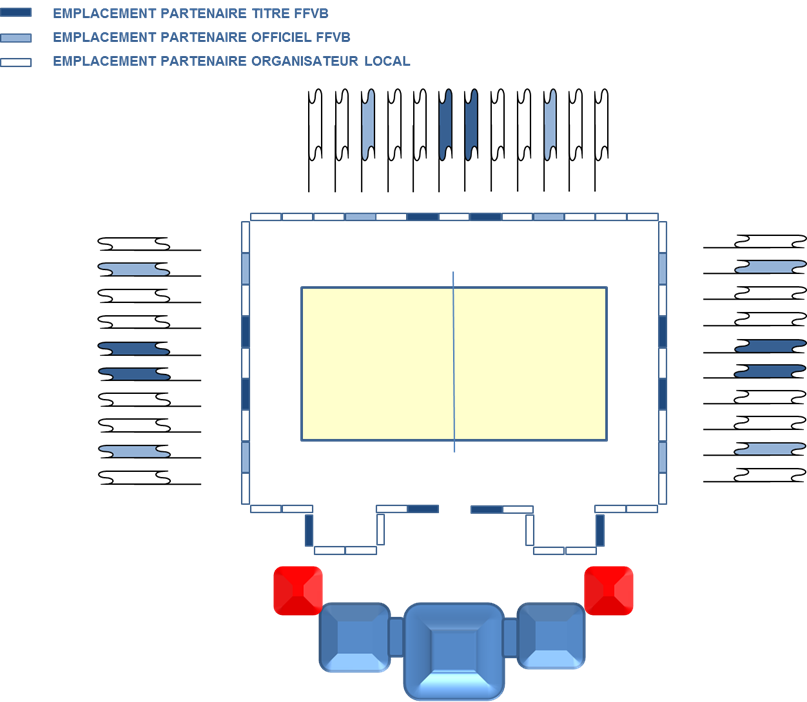 EMPLACEMENT PARTENAIRE TITRE FFVB
EMPLACEMENT PARTENAIRE OFFICIEL FFVB
EMPLACEMENT PARTENAIRE ORGANISATEUR LOCAL